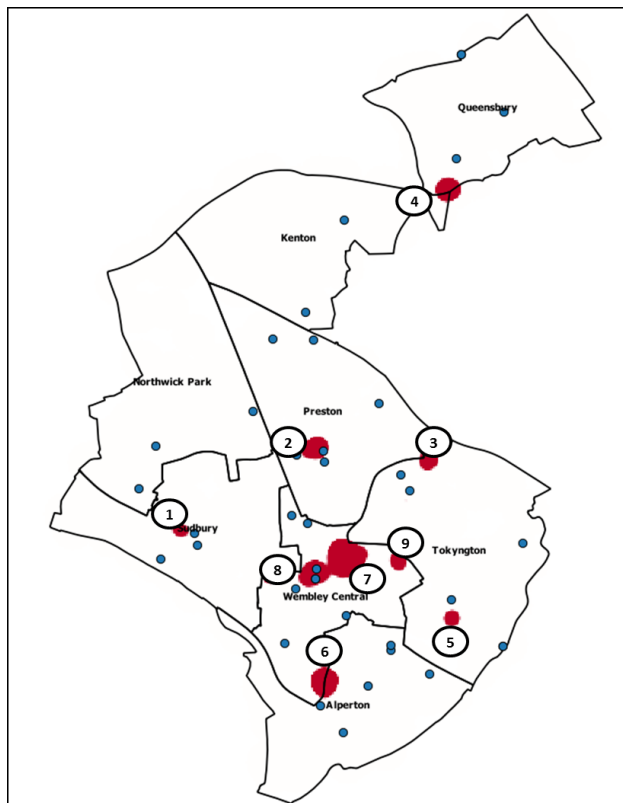 Queensbury
4
Kenton
Northwick Park
Preston
2
3
1
Sudbury
9
Tokyngton
8
7
Wembley Central
5
6
Alperton